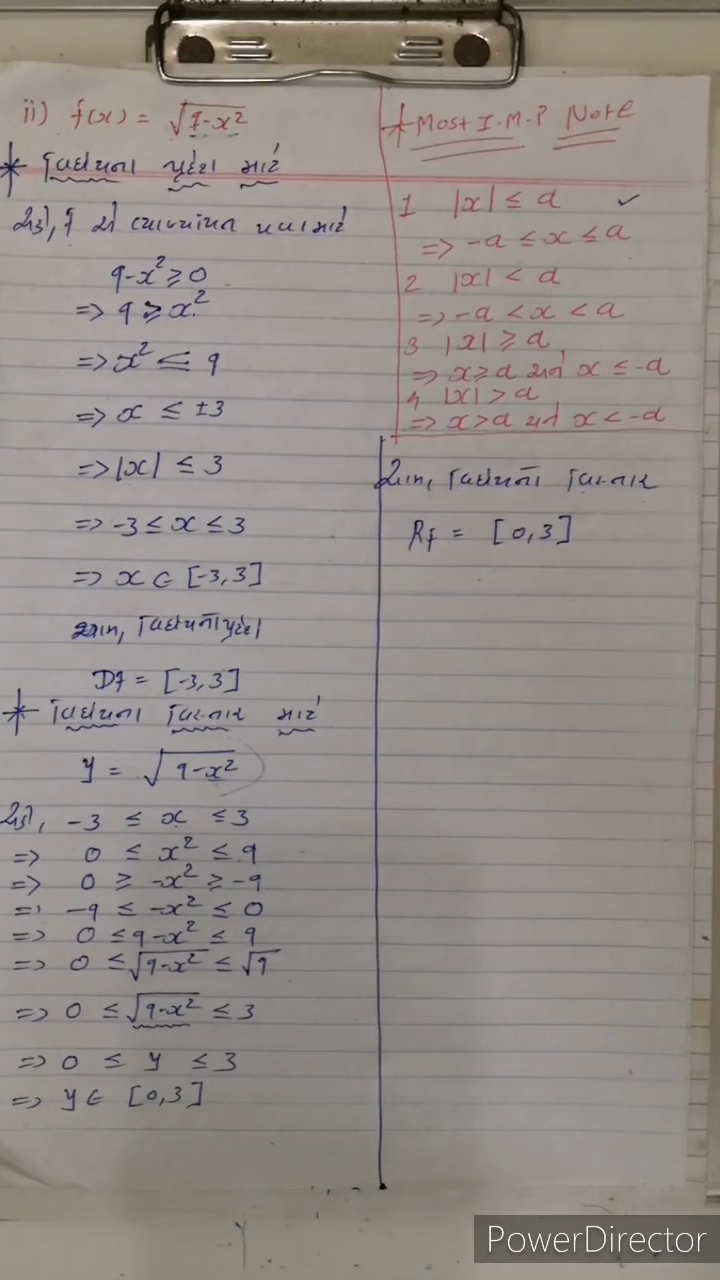 ii) f(x) = √9-x²
* વિધેયના પ્રદેશ માટે
અહીં, f એ વાસ્તવિક થવા માટે
9-x² ≥ 0
=> 9 ≥ x²
=> x² ≤ 9
=> x ≤ ±3
=> |x| ≤ 3
=> -3 ≤ x ≤ 3
=> x ∈ [-3,3]
આમ, વિધેયનો પ્રદેશ
Df = [-3,3]
* વિધેયના વિસ્તાર માટે
y = √9-x²
અહીં, -3 ≤ x ≤ 3
=> 0 ≤ x² ≤ 9
=> 0 ≥ -x² ≥ -9
=> -9 ≤ -x² ≤ 0
=> 0 ≤ 9-x² ≤ 9
=> 0 ≤ √9-x² ≤ √9
=> 0 ≤ √9-x² ≤ 3
=> 0 ≤ y ≤ 3
=> y ∈ [0,3]
* Most I.M.P Note
1 |x| ≤ a ✓
=> -a ≤ x ≤ a
2 |x| < a
=> -a < x < a
3 |x| ≥ a
=> x ≥ a અને x ≤ -a
4 |x| > a
=> x > a અને x < -a
આમ, વિધેયનો વિસ્તાર
Rf = [0,3]
PowerDirector